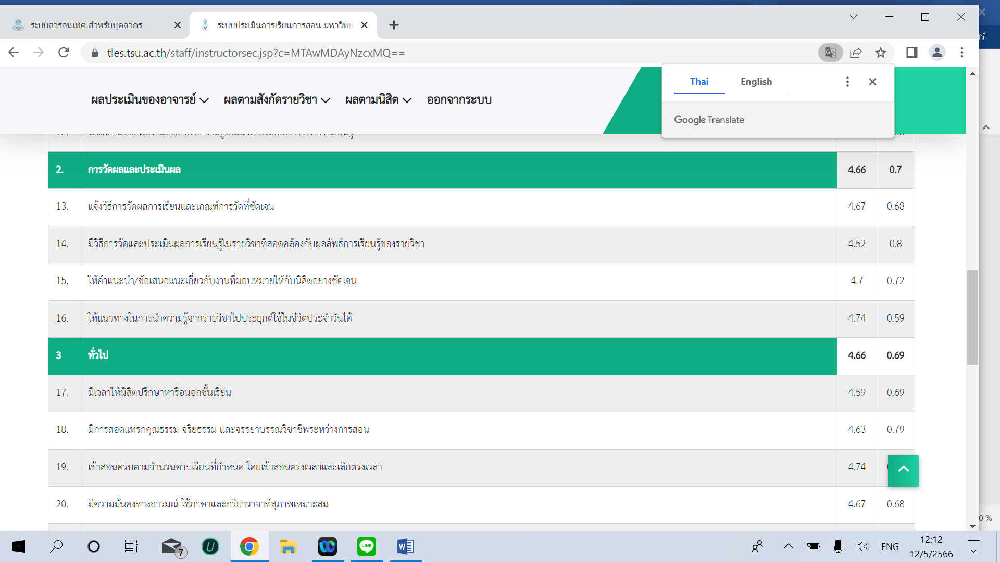 ระบบสารสนเทศ สำหรับบุคลากร
ระบบประเมินการเรียนการสอน มหาวิทย
tles.tsu.ac.th/staff/instructorsec.jsp?c=MTAwMDAyNzcxMQ==
Thai English
Google Translate
ผลประเมินของอาจารย์ ผลตามสังกัดรายวิชา ผลตามนิสิต ออกจากระบบ
2. การวัดผลและประเมินผล 4.66 0.7
13. แจ้งวิธีการวัดผลการเรียนและเกณฑ์การวัดที่ชัดเจน 4.67 0.68
14. มีวิธีการวัดและประเมินผลการเรียนรู้ในรายวิชาที่สอดคล้องกับผลลัพธ์การเรียนรู้ของรายวิชา 4.52 0.8
15. ให้คำแนะนำ/ข้อเสนอแนะเกี่ยวกับงานที่มอบหมายให้กับนิสิตอย่างชัดเจน 4.7 0.72
16. ให้แนวทางในการนำความรู้จากรายวิชาไปประยุกต์ใช้ในชีวิตประจำวันได้ 4.74 0.59
3 ทั่วไป 4.66 0.69
17. มีเวลาให้นิสิตปรึกษาหารือนอกชั้นเรียน 4.59 0.69
18. มีการสอดแทรกคุณธรรม จริยธรรม และจรรยาบรรณวิชาชีพระหว่างการสอน 4.63 0.79
19. เข้าสอนครบตามจำนวนคาบเรียนที่กำหนด โดยเข้าสอนตรงเวลาและเลิกตรงเวลา 4.74
20. มีความมั่นคงทางอารมณ์ ใช้ภาษาและกริยาวาจาที่สุภาพเหมาะสม 4.67 0.68
0 %
7
LINE
ENG
12:12
12/5/2566